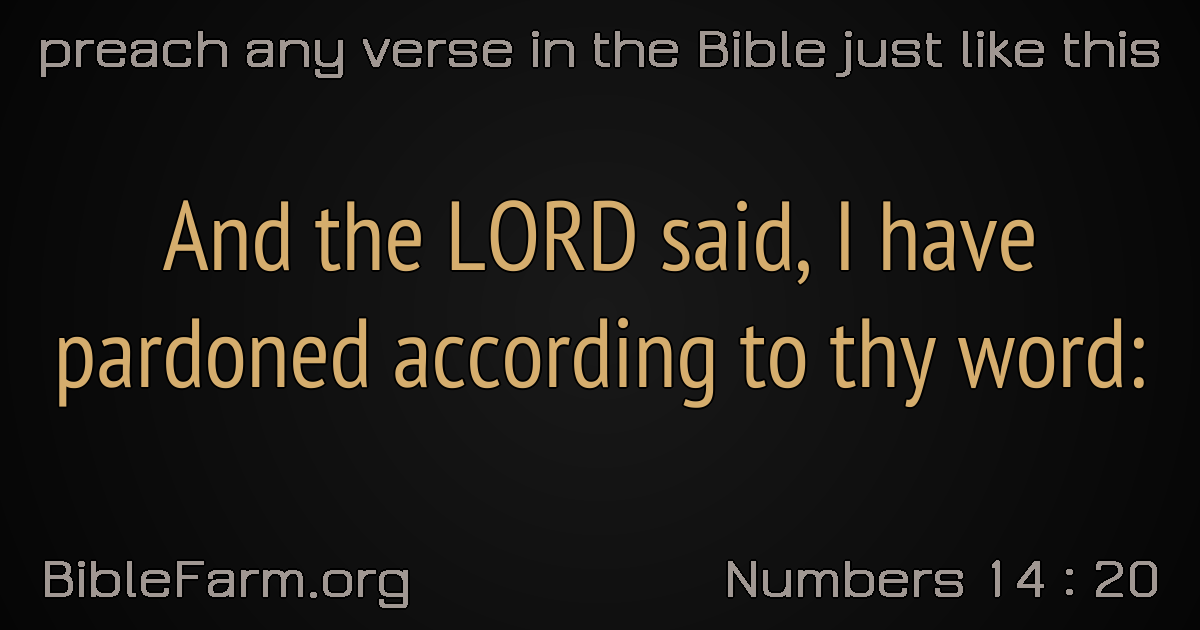 preach any verse in the Bible just like this
And the LORD said, I have
pardoned according to thy word:
BibleFarm.org
Numbers 14 : 20